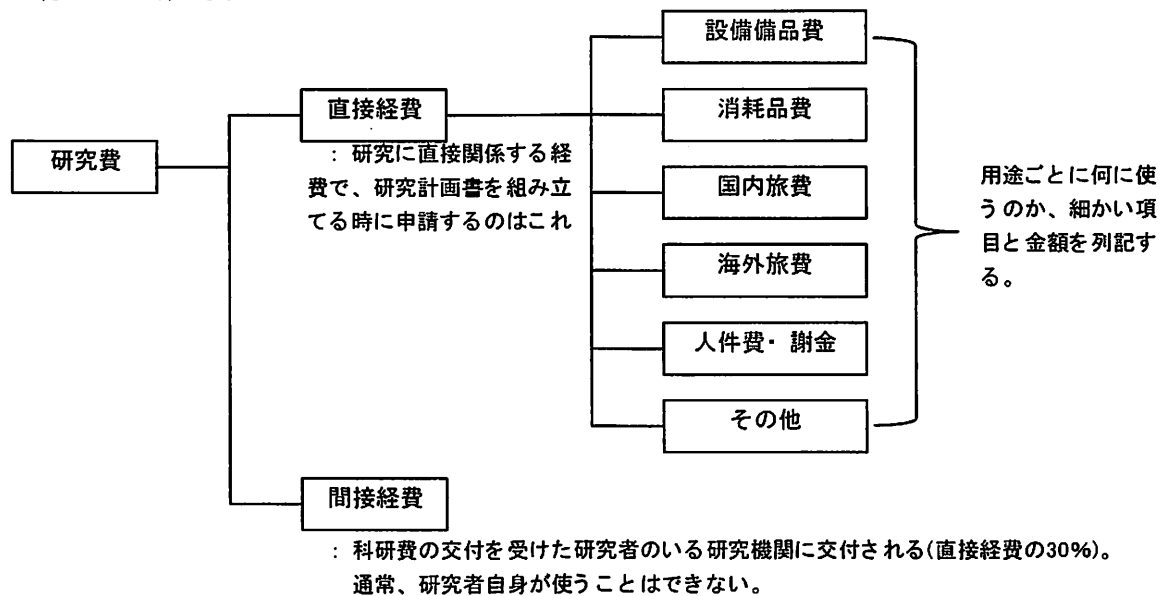 設備備品費
直接経費
消耗品費
研究費
: 研究に直接関係する経
費で、研究計画書を組み立
てる時に申請するのはこれ
国内旅費
用途ごとに何に使
うのか、細かい項
目と金額を列記す
る。
海外旅費
人件費・謝金
その他
間接経費
: 科研費の交付を受けた研究者のいる研究機関に交付される(直接経費の30%)。
通常、研究者自身が使うことはできない。